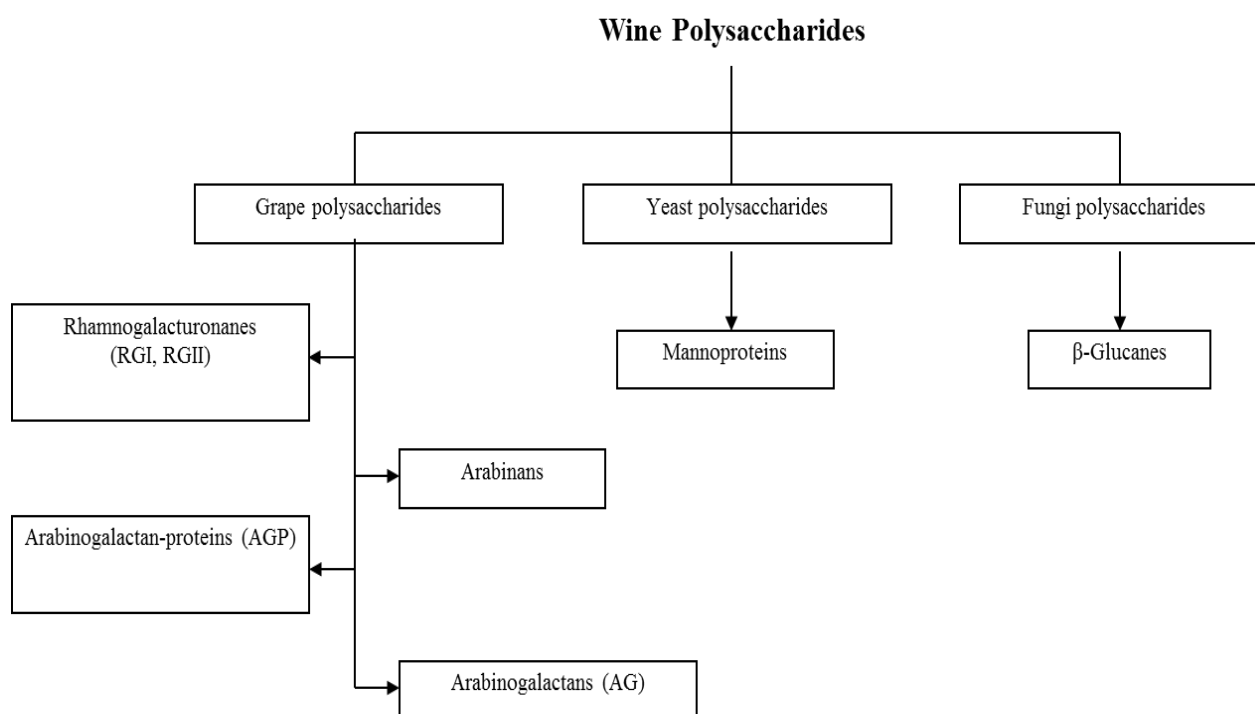 Wine Polysaccharides
Grape polysaccharides
Yeast polysaccharides
Fungi polysaccharides
Rhamnogalacturonanes
(RGI, RGII)
Mannoproteins
β-Glucanes
Arabinans
Arabinogalactan-proteins (AGP)
Arabinogalactans (AG)